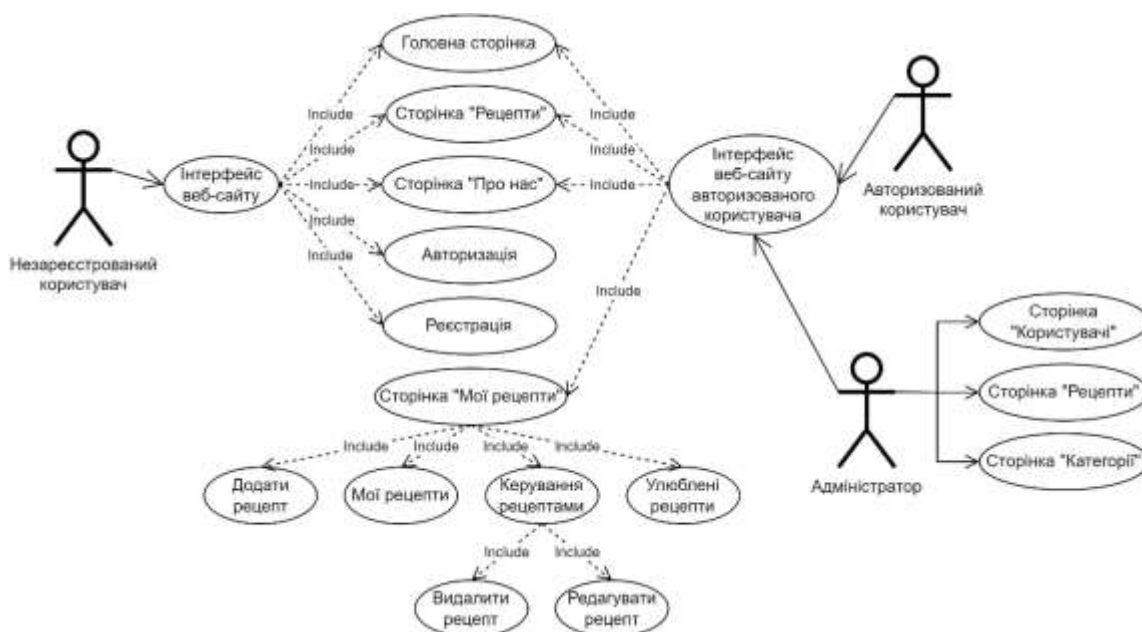 Головна сторінка
Include
Include
Сторінка "Рецепти"
Include
Include
Інтерфейс
веб-сайту
Include
Сторінка "Про нас"
Include
Інтерфейс
веб-сайту
авторизованого
користувача
Авторизований
користувач
Include
Авторизація
Незареєстрований
користувач
Include
Include
Реєстрація
Сторінка
"Користувачі"
Сторінка "Мої рецепти"
Сторінка "Рецепти"
Include
Include
Include
Include
Сторінка "Категорії"
Адміністратор
Додати
рецепт
Мої рецепти
Керування
рецептами
Улюблені
рецепти
Include
Include
Видалити
рецепт
Редагувати
рецепт